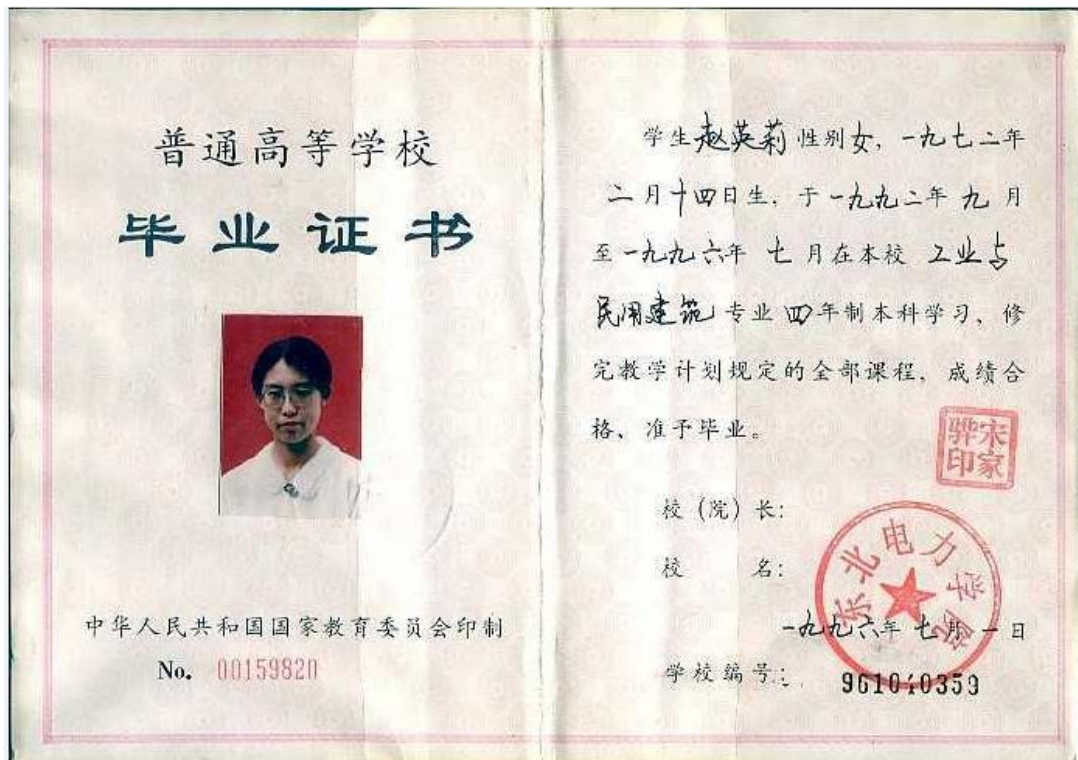 普通高等学校
毕业证书
中华人民共和国国家教育委员会印制
No. 00159820
学生赵英莉性别女,一九七二年
二月十四日生,于一九九二年九月
至一九九六年七月在本校工业与
民用建筑专业四年制本科学习、修
完教学计划规定的全部课程,成绩合
格、准予毕业。
宋家骅印
校(院)长:
校名:
东北电力学院
一九九六年七月一日
学校编号: 961040359